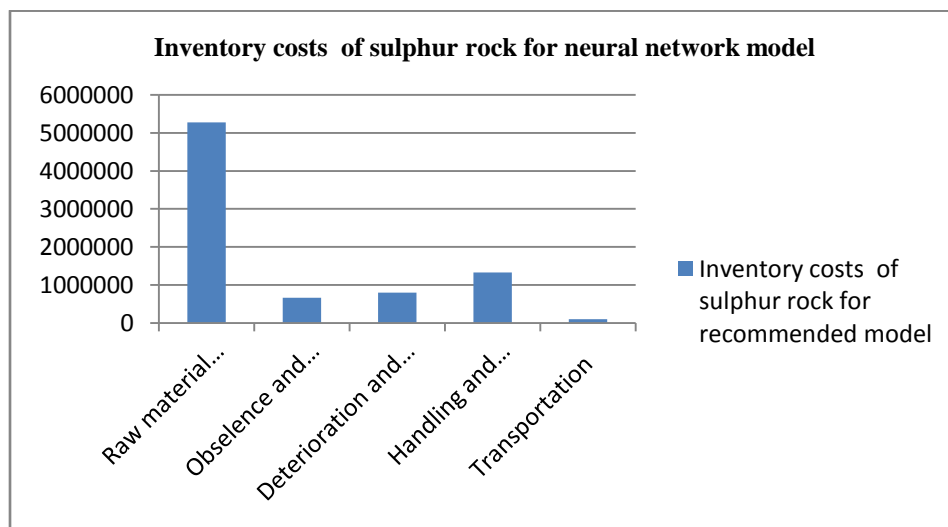 Inventory costs of sulphur rock for neural network model
6000000
5000000
4000000
3000000
2000000
1000000
0
Raw material...
Obselence and...
Deterioration and...
Handling and...
Transportation
Inventory costs of
sulphur rock for
recommended model